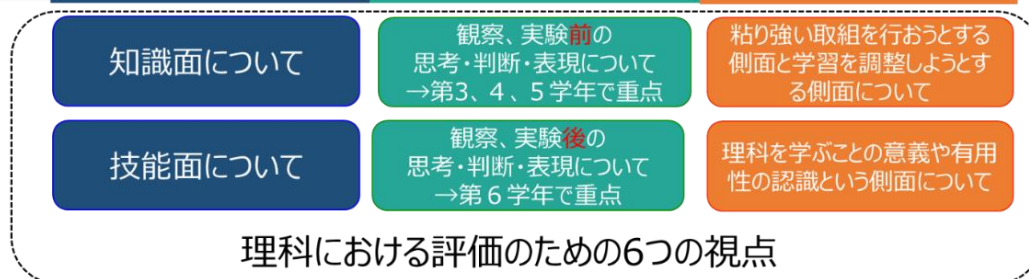 知識面について
観察、実験前の
思考・判断・表現について
→第3、4、5学年で重点
粘り強い取組を行おうとする
側面と学習を調整しようとす
る側面について
技能面について
観察、実験後の
思考・判断・表現について
→第６学年で重点
理科を学ぶことの意義や有用
性の認識という側面について
理科における評価のための6つの視点